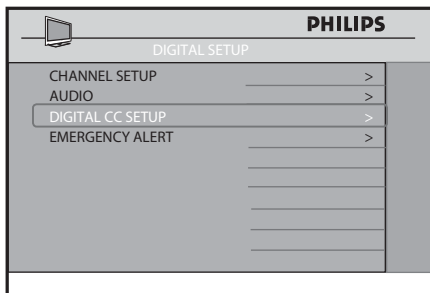 PHILIPS
DIGITAL SETUP
CHANNEL SETUP >
AUDIO >
DIGITAL CC SETUP >
EMERGENCY ALERT >